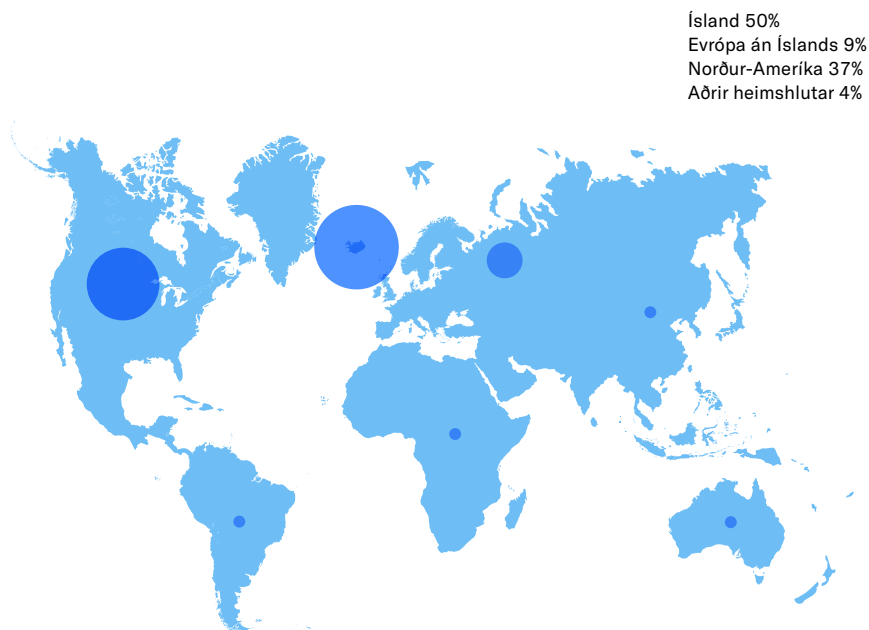 Ísland 50%
Evrópa án Íslands 9%
Norður-Ameríka 37%
Aðrir heimshlutar 4%